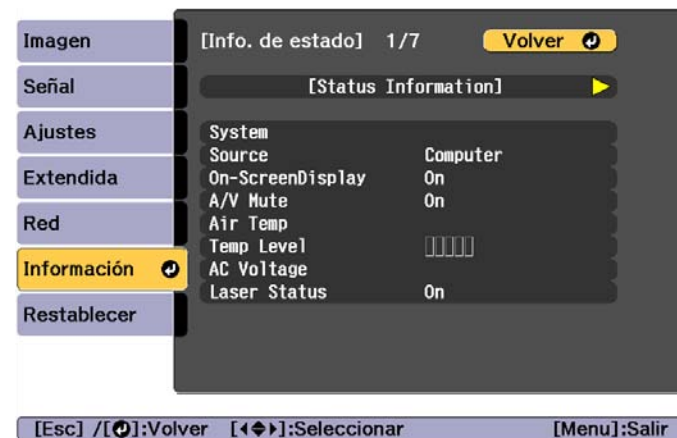 Imagen
Señal
Ajustes
Extendida
Red
Información
Restablecer
[Info. de estado] 1/7 Volver
[Status Information]
System
Source Computer
On-ScreenDisplay On
A/V Mute On
Air Temp
Temp Level
AC Voltage
Laser Status On
[Esc] /[ ]:Volver [ ]:Seleccionar [Menu]:Salir